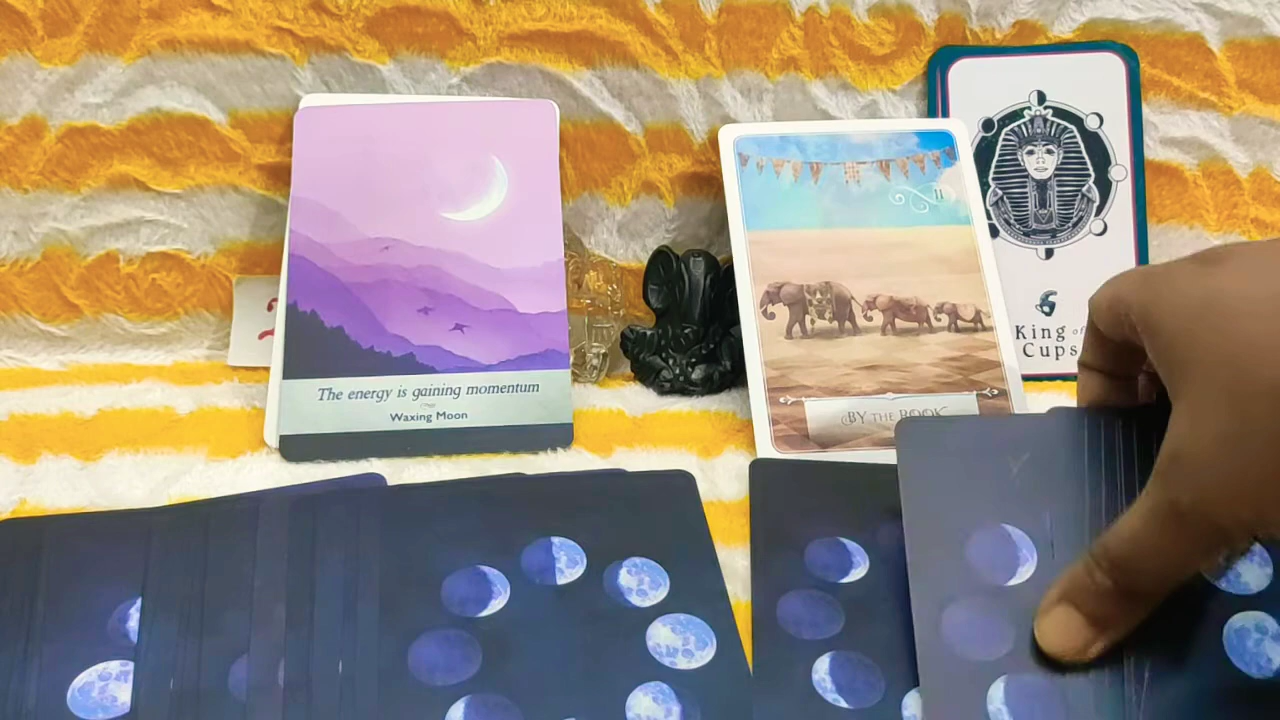 The energy is gaining momentum
Waxing Moon
II
BY THE BOOK
King of
Cups